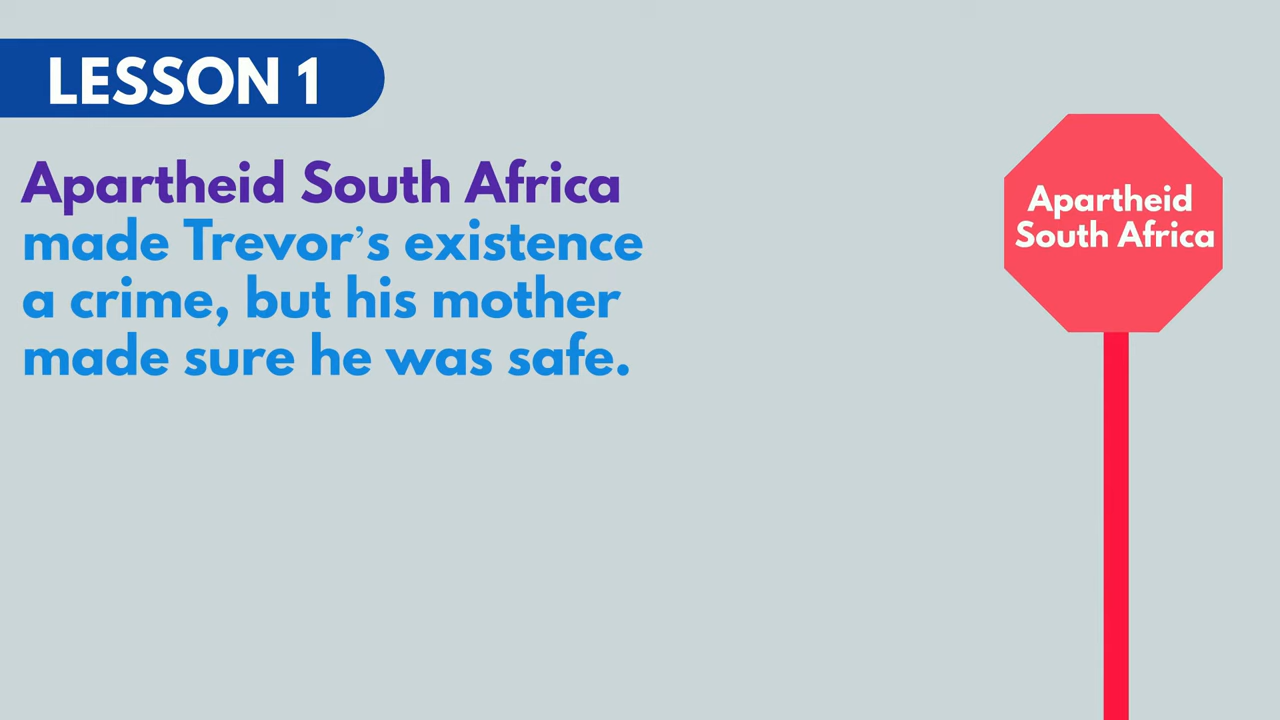 LESSON 1
Apartheid South Africa
made Trevor’s existence
a crime, but his mother
made sure he was safe.
Apartheid
South Africa